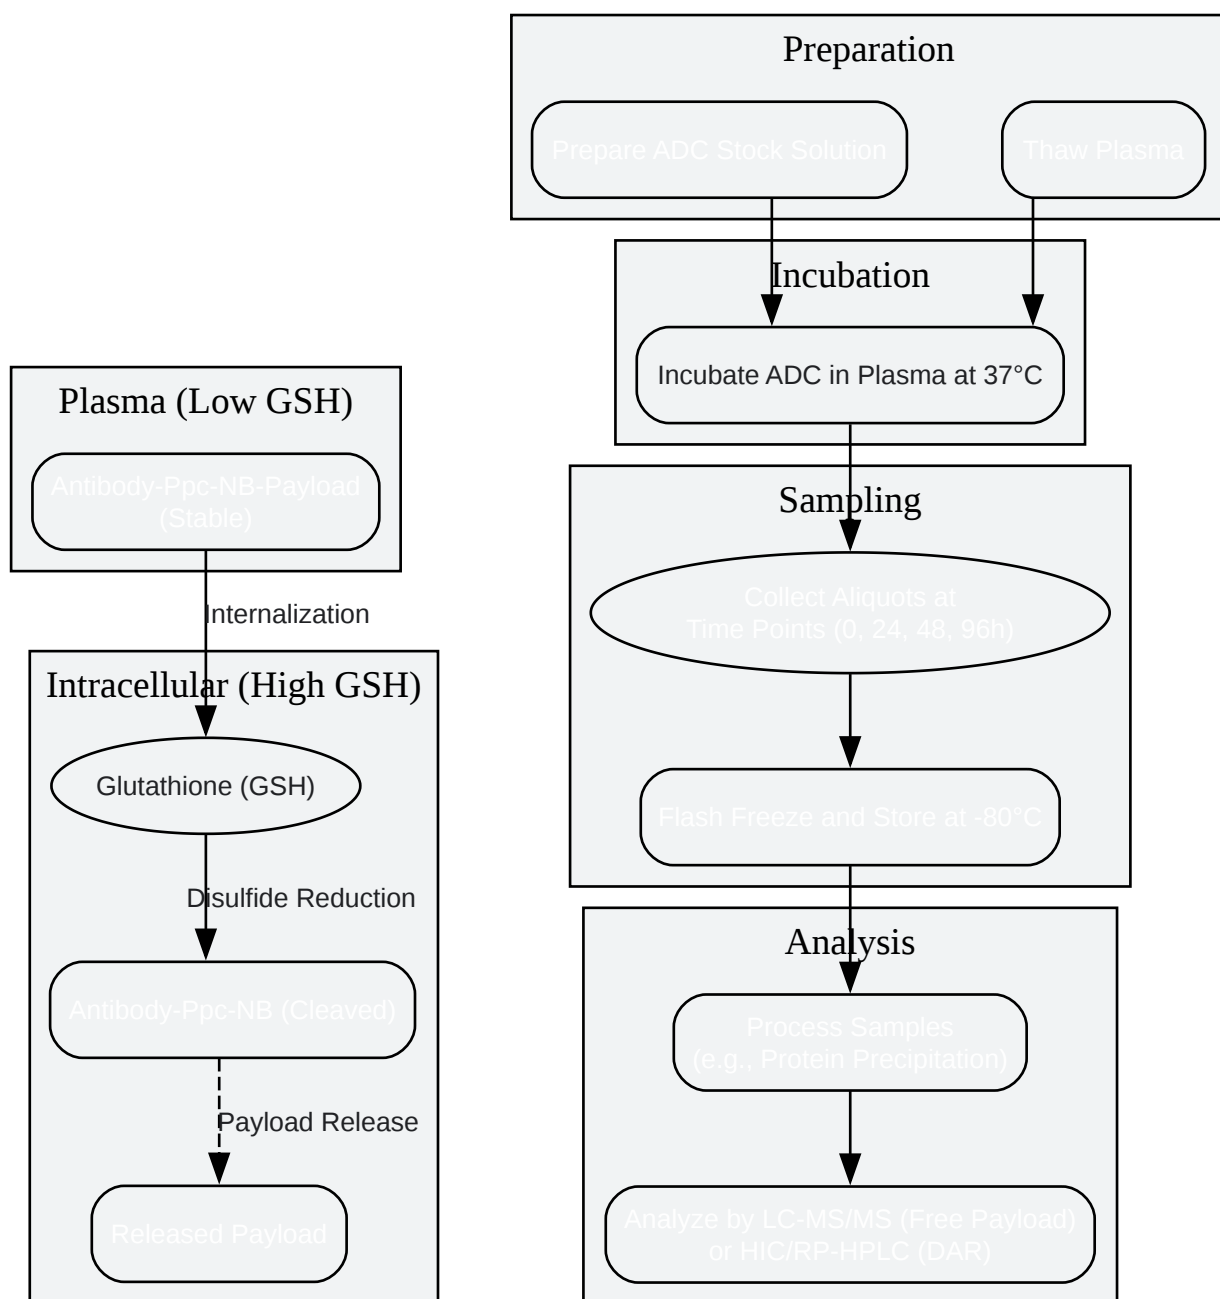 Plasma (Low GSH)
Antibody-Ppc-NB-Payload
(Stable)
Internalization
Intracellular (High GSH)
Glutathione (GSH)
Disulfide Reduction
Antibody-Ppc-NB (Cleaved)
Payload Release
Released Payload
Preparation
Prepare ADC Stock Solution
Thaw Plasma
Incubation
Incubate ADC in Plasma at 37°C
Sampling
Collect Aliquots at
Time Points (0, 24, 48, 96h)
Flash Freeze and Store at -80°C
Analysis
Process Samples
(e.g., Protein Precipitation)
Analyze by LC-MS/MS (Free Payload)
or HIC/RP-HPLC (DAR)